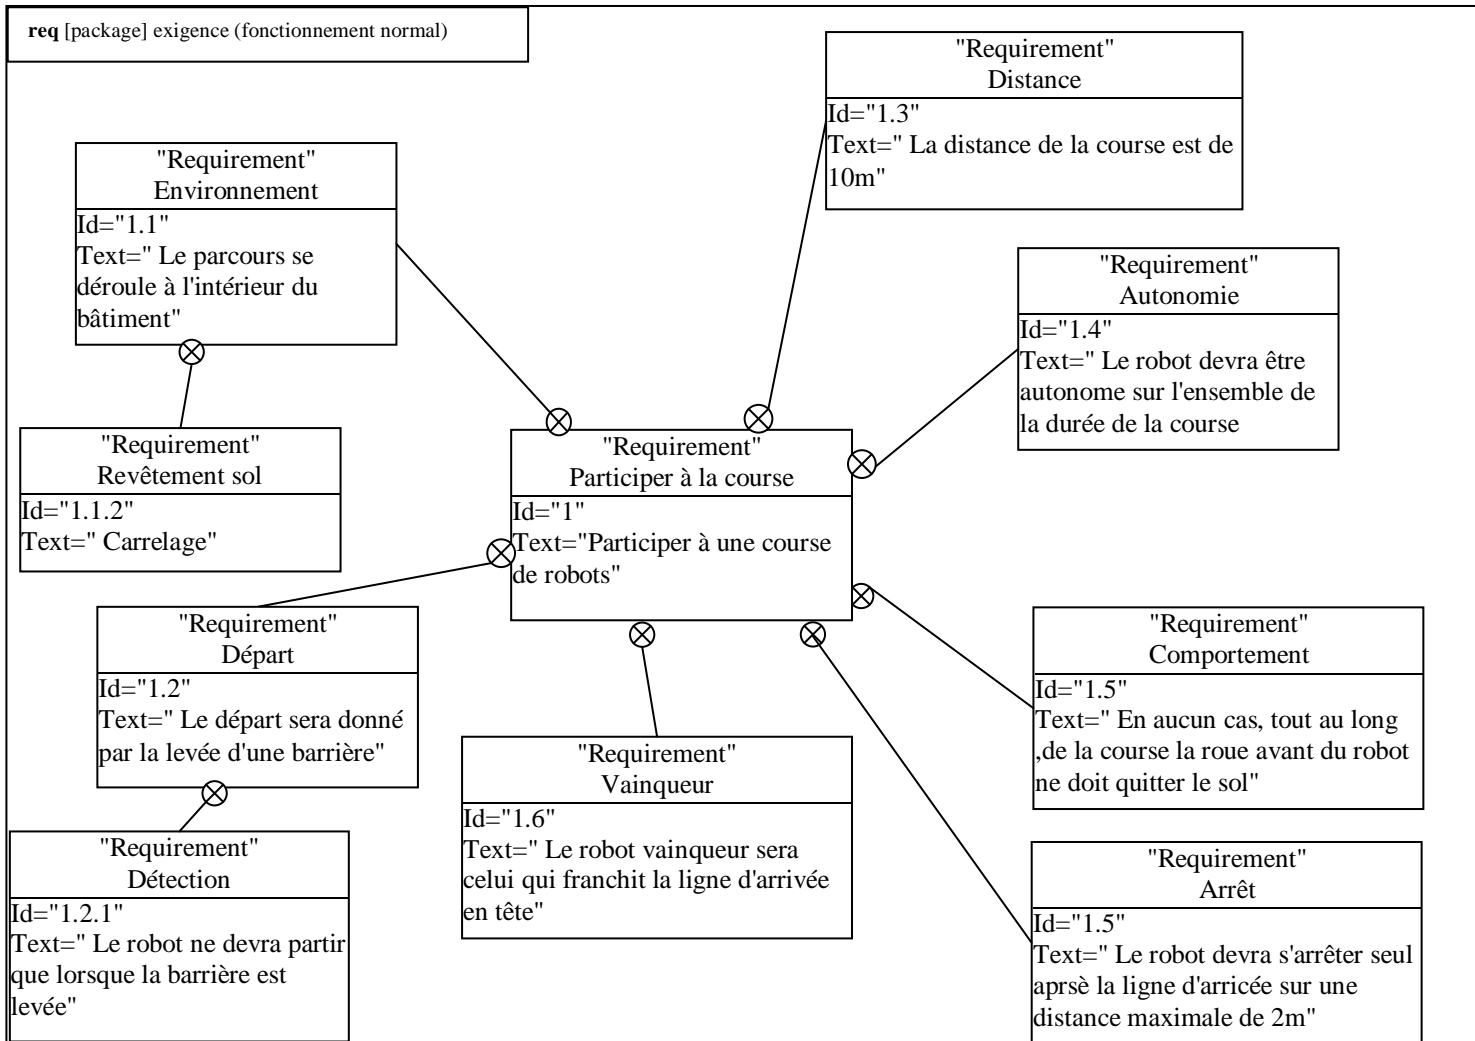 req [package] exigence (fonctionnement normal)
"Requirement"
Distance
Id="1.3"
Text=" La distance de la course est de
10m"
"Requirement"
Environnement
Id="1.1"
Text=" Le parcours se
déroule à l'intérieur du
bâtiment"
"Requirement"
Autonomie
Id="1.4"
Text=" Le robot devra être
autonome sur l'ensemble de
la durée de la course
"Requirement"
Revêtement sol
Id="1.1.2"
Text=" Carrelage"
"Requirement"
Participer à la course
Id="1"
Text="Participer à une course
de robots"
"Requirement"
Départ
Id="1.2"
Text=" Le départ sera donné
par la levée d'une barrière"
"Requirement"
Comportement
Id="1.5"
Text=" En aucun cas, tout au long
,de la course la roue avant du robot
ne doit quitter le sol"
"Requirement"
Vainqueur
Id="1.6"
Text=" Le robot vainqueur sera
celui qui franchit la ligne d'arrivée
en tête"
"Requirement"
Détection
Id="1.2.1"
Text=" Le robot ne devra partir
que lorsque la barrière est
levée"
"Requirement"
Arrêt
Id="1.5"
Text=" Le robot devra s'arrêter seul
aprsè la ligne d'arricée sur une
distance maximale de 2m"